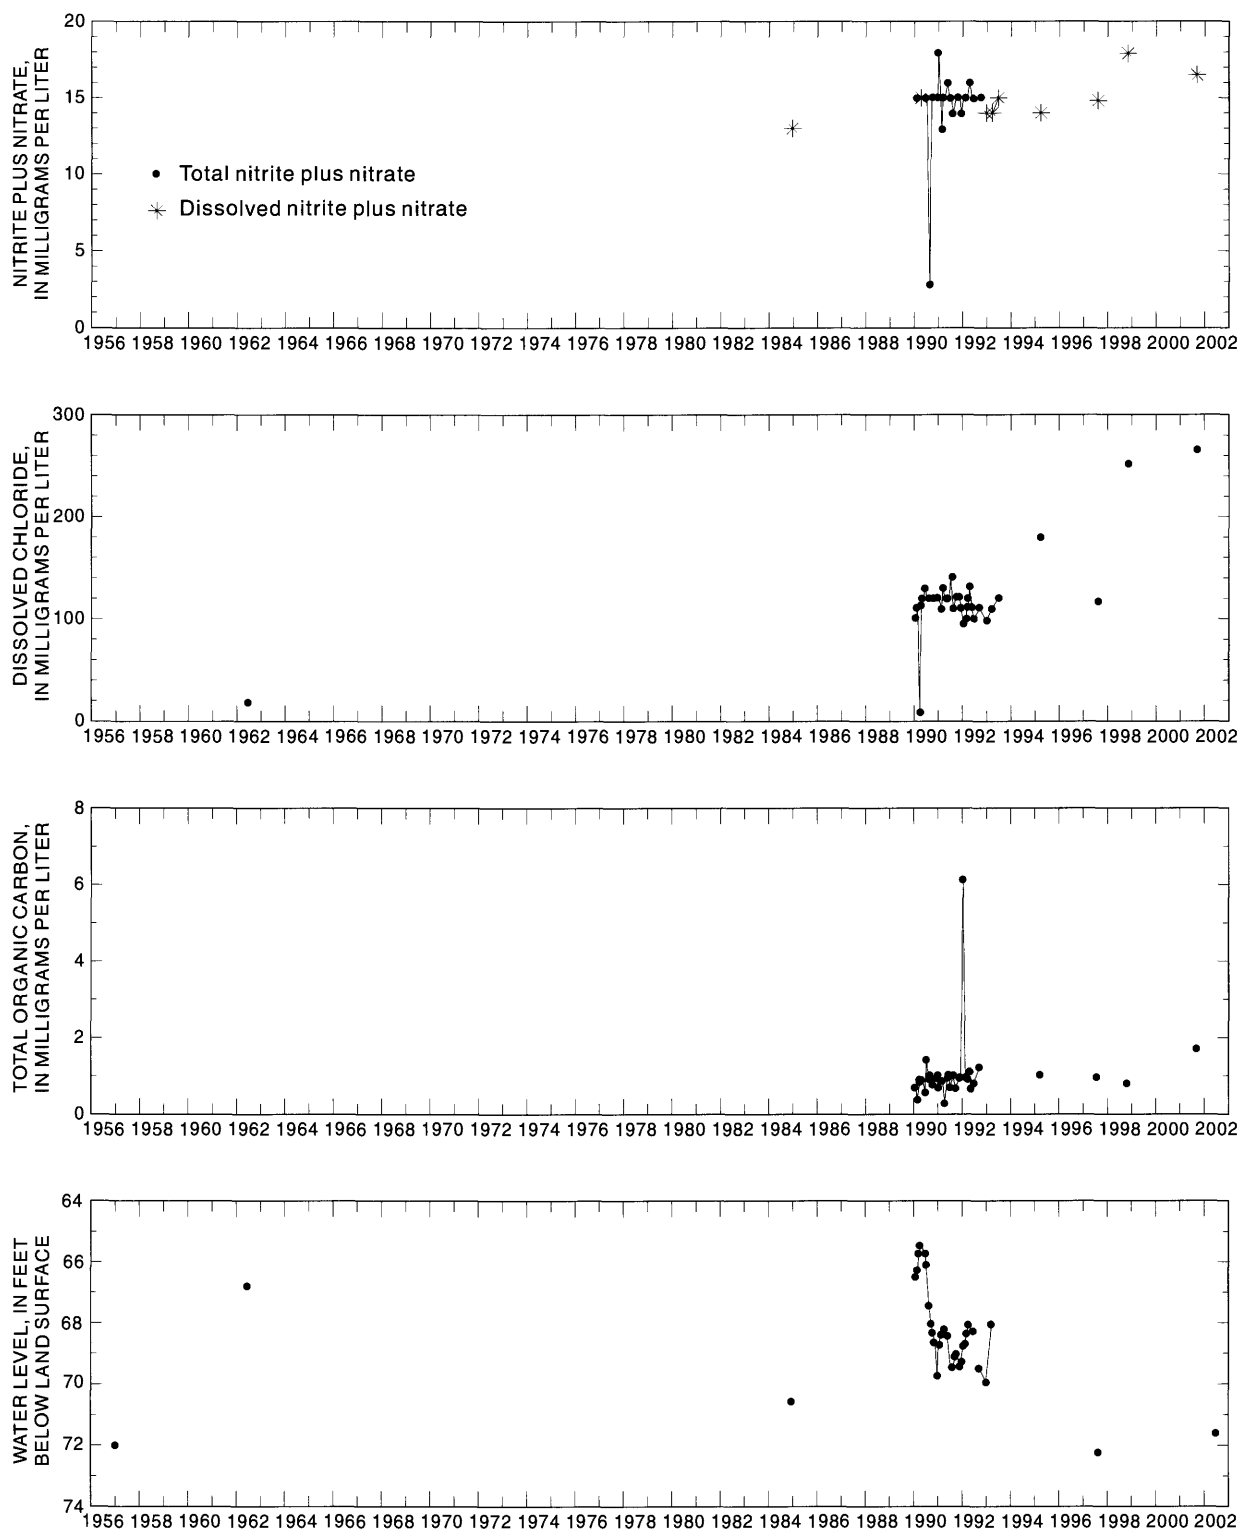 NITRITE PLUS NITRATE,
IN MILLIGRAMS PER LITER
20
15
10
5
0
Total nitrite plus nitrate
Dissolved nitrite plus nitrate
1956 1958 1960 1962 1964 1966 1968 1970 1972 1974 1976 1978 1980 1982 1984 1986 1988 1990 1992 1994 1996 1998 2000 2002
DISSOLVED CHLORIDE,
IN MILLIGRAMS PER LITER
300
200
100
0
1956 1958 1960 1962 1964 1966 1968 1970 1972 1974 1976 1978 1980 1982 1984 1986 1988 1990 1992 1994 1996 1998 2000 2002
TOTAL ORGANIC CARBON,
IN MILLIGRAMS PER LITER
8
6
4
2
0
1956 1958 1960 1962 1964 1966 1968 1970 1972 1974 1976 1978 1980 1982 1984 1986 1988 1990 1992 1994 1996 1998 2000 2002
WATER LEVEL, IN FEET
BELOW LAND SURFACE
64
66
68
70
72
74
1956 1958 1960 1962 1964 1966 1968 1970 1972 1974 1976 1978 1980 1982 1984 1986 1988 1990 1992 1994 1996 1998 2000 2002